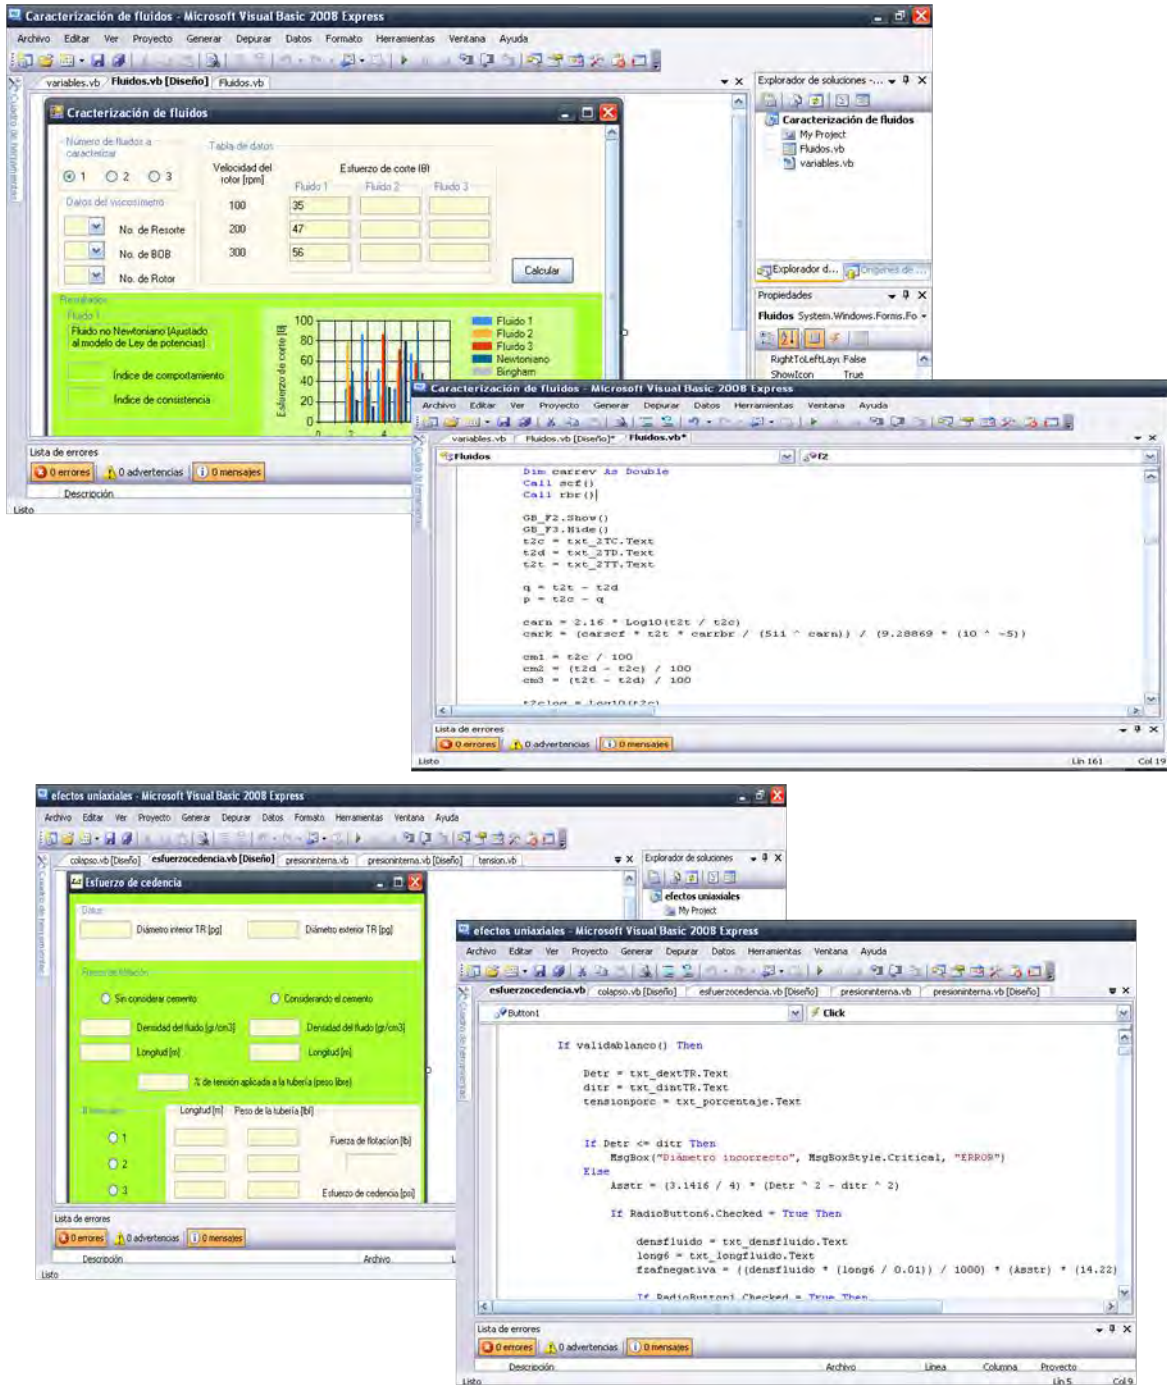 Caracterización de fluidos - Microsoft Visual Basic 2008 Express
Archivo Editar Ver Proyecto Generar Depurar Datos Formato Herramientas Ventana Ayuda
variables.vb Fluidos.vb [Diseño] Fluidos.vb
Cuadro de herramientas
Cracterización de fluidos
Número de fluidos a
caracterizar
1 2 3
Datos del viscosímetro
No. de Resorte
No. de BOB
No. de Rotor
Tabla de datos
Velocidad del
rotor [rpm]
Esfuerzo de corte [θ]
Fluido 1 Fluido 2 Fluido 3
100 35
200 47
300 56
Calcular
Resultados
Fluido 1
Fluido no Newtoniano (Ajustado
al modelo de Ley de potencias)
Índice de comportamiento
Índice de consistencia
Esfuerzo de corte [θ]
100
80
60
40
20
0
Fluido 1
Fluido 2
Fluido 3
Newtoniano
Bingham
Explorador de soluciones - ...
Caracterización de fluidos
My Project
Fluidos.vb
variables.vb
Explorador d... Orígenes de ...
Propiedades
Fluidos System.Windows.Forms.Fo
RightToLeftLayı False
ShowIcon True
Lista de errores
0 errores 0 advertencias 0 mensajes
Descripción
Listo
Caracterización de fluidos - Microsoft Visual Basic 2008 Express
Archivo Editar Ver Proyecto Generar Depurar Datos Herramientas Ventana Ayuda
variables.vb Fluidos.vb [Diseño]* Fluidos.vb*
Fluidos f2
Dim carrev As Double
Call scf()
Call rbr()
GB_F2.Show()
GB_F3.Hide()
t2c = txt_2TC.Text
t2d = txt_2TD.Text
t2t = txt_2TT.Text
q = t2t - t2d
p = t2c - q
carn = 2.16 * Log10(t2t / t2c)
cark = (carscf * t2t * carrbr / (511 ^ carn)) / (9.28869 * (10 ^ -5))
cm1 = t2c / 100
cm2 = (t2d - t2c) / 100
cm3 = (t2t - t2d) / 100
t2clog = Log10(t2c)
Lista de errores
0 errores 0 advertencias 0 mensajes
Listo Lín 161 Col 19
efectos uniaxiales - Microsoft Visual Basic 2008 Express
Archivo Editar Ver Proyecto Generar Depurar Datos Formato Herramientas Ventana Ayuda
colapso.vb [Diseño] esfuerzocedencia.vb [Diseño] presioninterna.vb presioninterna.vb [Diseño] tension.vb
Cuadro de herramientas
Esfuerzo de cedencia
Datos
Diámetro interior TR [pg] Diámetro exterior TR [pg]
Fuerza de flotación
Sin considerar cemento Considerando el cemento
Densidad del fluido [gr/cm3] Densidad del fluido [gr/cm3]
Longitud [m] Longitud [m]
% de tensión aplicada a la tubería (peso libre)
Longitud [m] Peso de la tubería [lbf]
1
2
3
Fuerza de flotacion [lb]
Esfuerzo de cedencia [psi]
Explorador de soluciones
efectos uniaxiales
My Project
Lista de errores
0 errores 0 advertencias 0 mensajes
Descripción Archivo L
Listo
efectos uniaxiales - Microsoft Visual Basic 2008 Express
Archivo Editar Ver Proyecto Generar Depurar Datos Herramientas Ventana Ayuda
esfuerzocedencia.vb colapso.vb [Diseño] esfuerzocedencia.vb [Diseño] presioninterna.vb presioninterna.vb [Diseño]
Button1 Click
If validablanco() Then
Detr = txt_dextTR.Text
ditr = txt_dintTR.Text
tensionporc = txt_porcentaje.Text
If Detr <= ditr Then
MsgBox("Diámetro incorrecto", MsgBoxStyle.Critical, "ERROR")
Else
Asstr = (3.1416 / 4) * (Detr ^ 2 - ditr ^ 2)
If RadioButton6.Checked = True Then
densfluido = txt_densfluido.Text
long6 = txt_longfluido.Text
fzafnegativa = ((densfluido * (long6 / 0.01)) / 1000) * (Asstr) * (14.22)
If RadioButton1.Checked = True Then
Lista de errores
0 errores 0 advertencias 0 mensajes
Descripción Archivo Línea Columna Proyecto
Listo Lín 5 Col 9